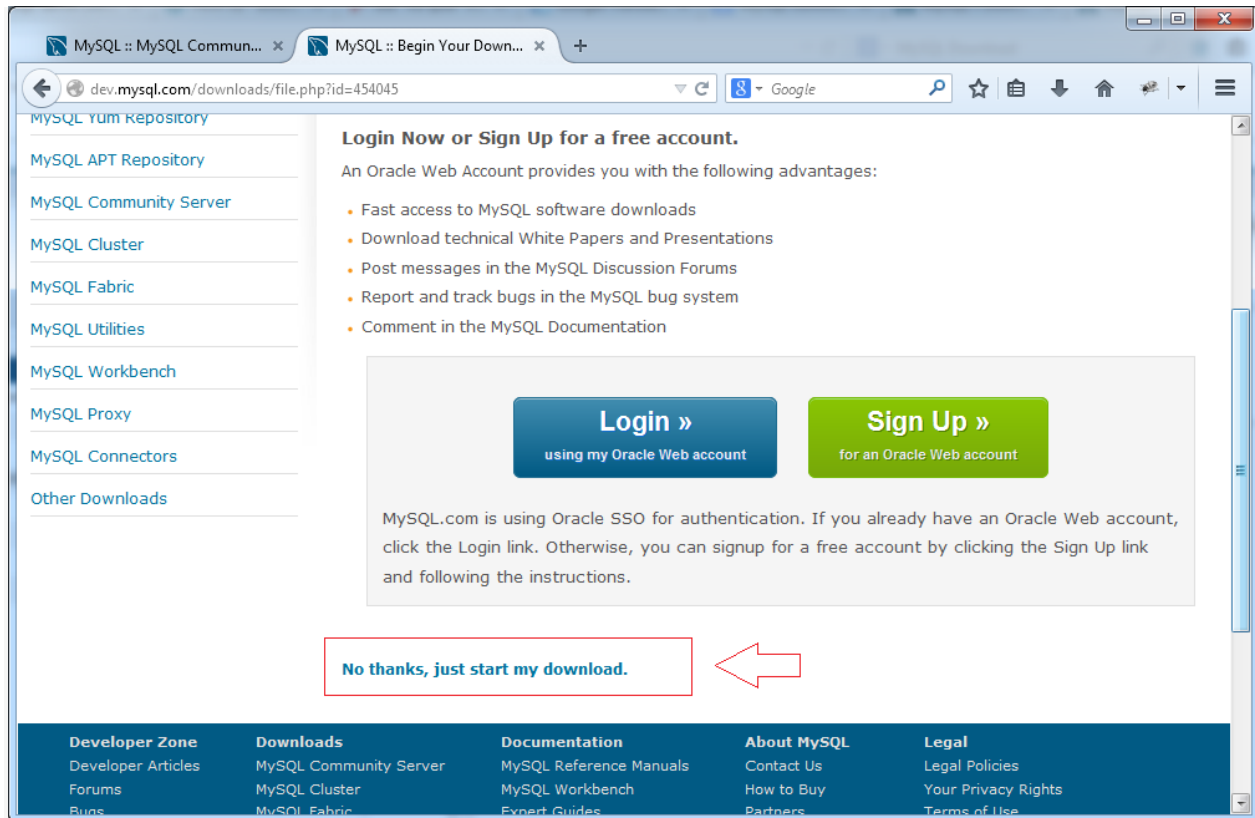 MySQL :: MySQL Commun...
MySQL :: Begin Your Down...
dev.mysql.com/downloads/file.php?id=454045
Google
MySQL Yum Repository
MySQL APT Repository
MySQL Community Server
MySQL Cluster
MySQL Fabric
MySQL Utilities
MySQL Workbench
MySQL Proxy
MySQL Connectors
Other Downloads
Login Now or Sign Up for a free account.
An Oracle Web Account provides you with the following advantages:
• Fast access to MySQL software downloads
• Download technical White Papers and Presentations
• Post messages in the MySQL Discussion Forums
• Report and track bugs in the MySQL bug system
• Comment in the MySQL Documentation
Login »
using my Oracle Web account
Sign Up »
for an Oracle Web account
MySQL.com is using Oracle SSO for authentication. If you already have an Oracle Web account,
click the Login link. Otherwise, you can signup for a free account by clicking the Sign Up link
and following the instructions.
No thanks, just start my download.
Developer Zone
Developer Articles
Forums
Bugs
Downloads
MySQL Community Server
MySQL Cluster
MySQL Fabric
Documentation
MySQL Reference Manuals
MySQL Workbench
Expert Guides
About MySQL
Contact Us
How to Buy
Partners
Legal
Legal Policies
Your Privacy Rights
Terms of Use